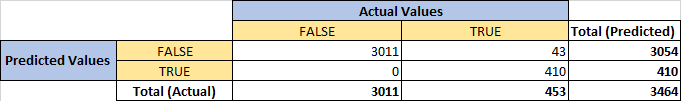 Actual Values
FALSE TRUE Total (Predicted)
Predicted Values FALSE 3011 43 3054
TRUE 0 410 410
Total (Actual) 3011 453 3464